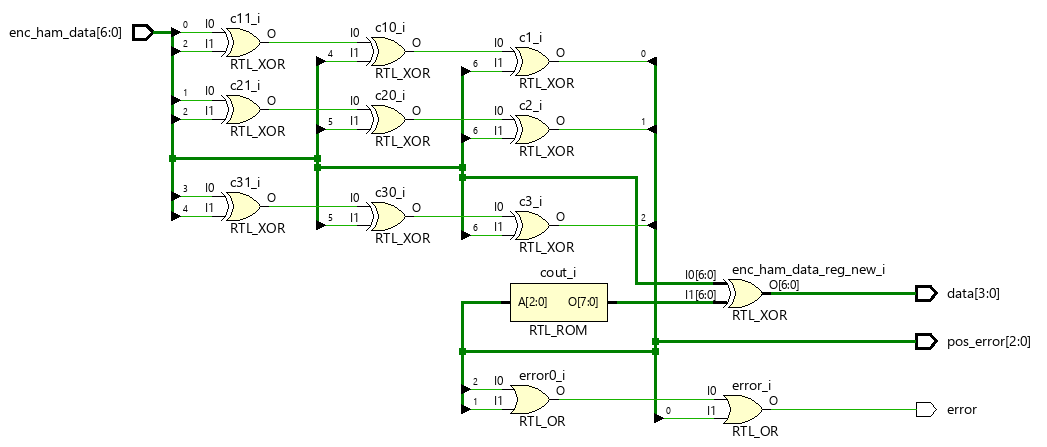 enc_ham_data[6:0]
c11_i
0 I0 O
2 I1
RTL_XOR
c10_i
I0 O
4 I1
RTL_XOR
c1_i
I0 O 0
6 I1
RTL_XOR
c21_i
1 I0 O
2 I1
RTL_XOR
c20_i
I0 O
5 I1
RTL_XOR
c2_i
I0 O 1
6 I1
RTL_XOR
c31_i
3 I0 O
4 I1
RTL_XOR
c30_i
I0 O
5 I1
RTL_XOR
c3_i
I0 O 2
6 I1
RTL_XOR
cout_i
A[2:0] O[7:0]
RTL_ROM
enc_ham_data_reg_new_i
I0[6:0] O[6:0]
I1[6:0]
RTL_XOR
data[3:0]
pos_error[2:0]
error0_i
2 I0 O
1 I1
RTL_OR
error_i
I0 O
0 I1
RTL_OR
error